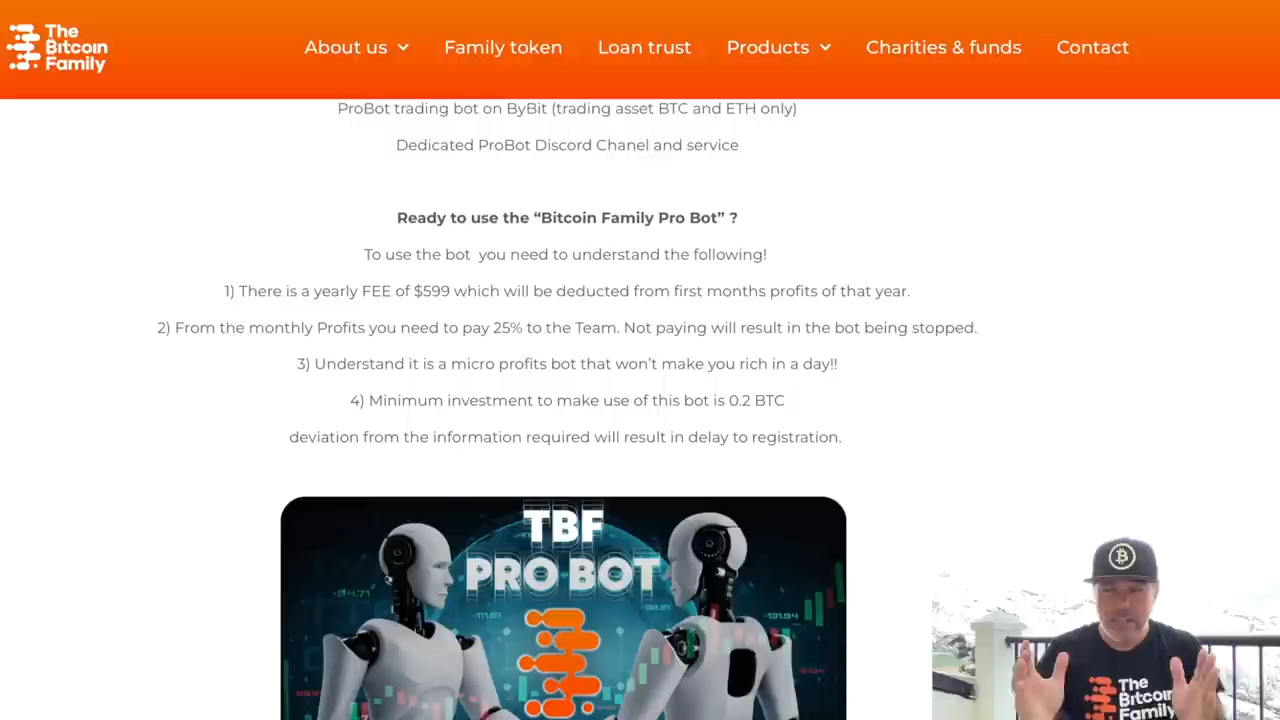 The
Bitcoin
Family
About us
Family token
Loan trust
Products
Charities & funds
Contact
ProBot trading bot on ByBit (trading asset BTC and ETH only)
Dedicated ProBot Discord Chanel and service
Ready to use the “Bitcoin Family Pro Bot” ?
To use the bot  you need to understand the following!
1) There is a yearly FEE of $599 which will be deducted from first months profits of that year.
2) From the monthly Profits you need to pay 25% to the Team. Not paying will result in the bot being stopped.
3) Understand it is a micro profits bot that won’t make you rich in a day!!
4) Minimum investment to make use of this bot is 0.2 BTC
deviation from the information required will result in delay to registration.
TBF
PRO BOT
-111.61
-131.94
The
Bitcoin
Family